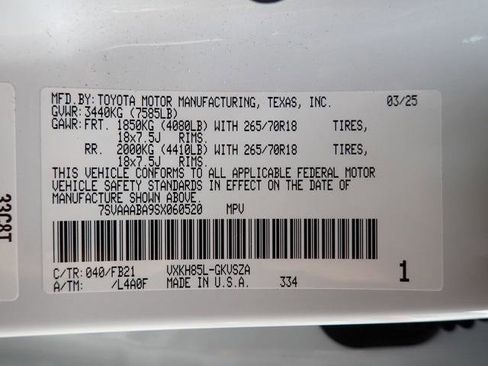 MFD. BY: TOYOTA MOTOR MANUFACTURING, TEXAS, INC. 03/25
GVWR: 3440KG (7585LB)
GAWR: FRT. 1850KG (4080LB) WITH 265/70R18 TIRES,
18x7.5J RIMS.
RR. 2000KG (4410LB) WITH 265/70R18 TIRES,
18x7.5J RIMS.
THIS VEHICLE CONFORMS TO ALL APPLICABLE FEDERAL MOTOR
VEHICLE SAFETY STANDARDS IN EFFECT ON THE DATE OF
MANUFACTURE SHOWN ABOVE.
7SVAAABA9SX060520 MPV
C/TR: 040/FB21 VXKH85L-GKVSZA 1
A/TM: /L4A0F MADE IN U.S.A. 334
33C8T